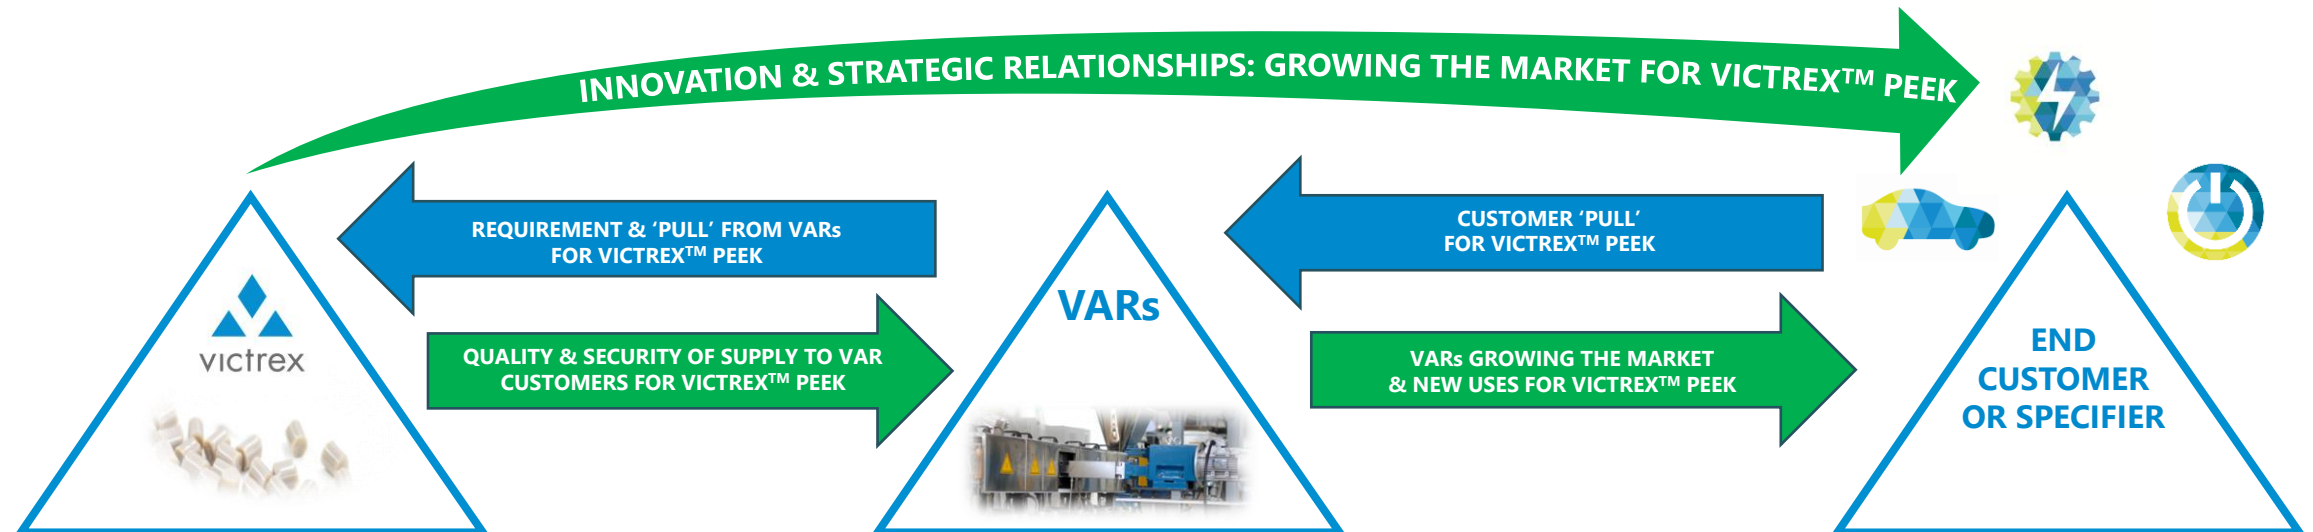 INNOVATION & STRATEGIC RELATIONSHIPS: GROWING THE MARKET FOR VICTREX™ PEEK
REQUIREMENT & ‘PULL’ FROM VARs
FOR VICTREX™ PEEK
CUSTOMER ‘PULL’
FOR VICTREX™ PEEK
victrex
QUALITY & SECURITY OF SUPPLY TO VAR
CUSTOMERS FOR VICTREX™ PEEK
VARs
VARs GROWING THE MARKET
& NEW USES FOR VICTREX™ PEEK
END
CUSTOMER
OR SPECIFIER